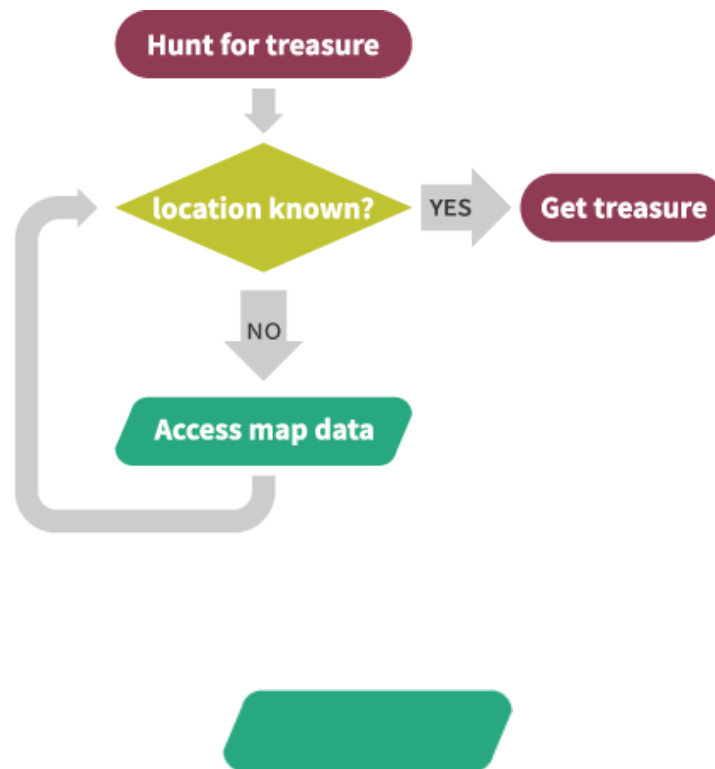 Hunt for treasure
location known?
YES
Get treasure
NO
Access map data